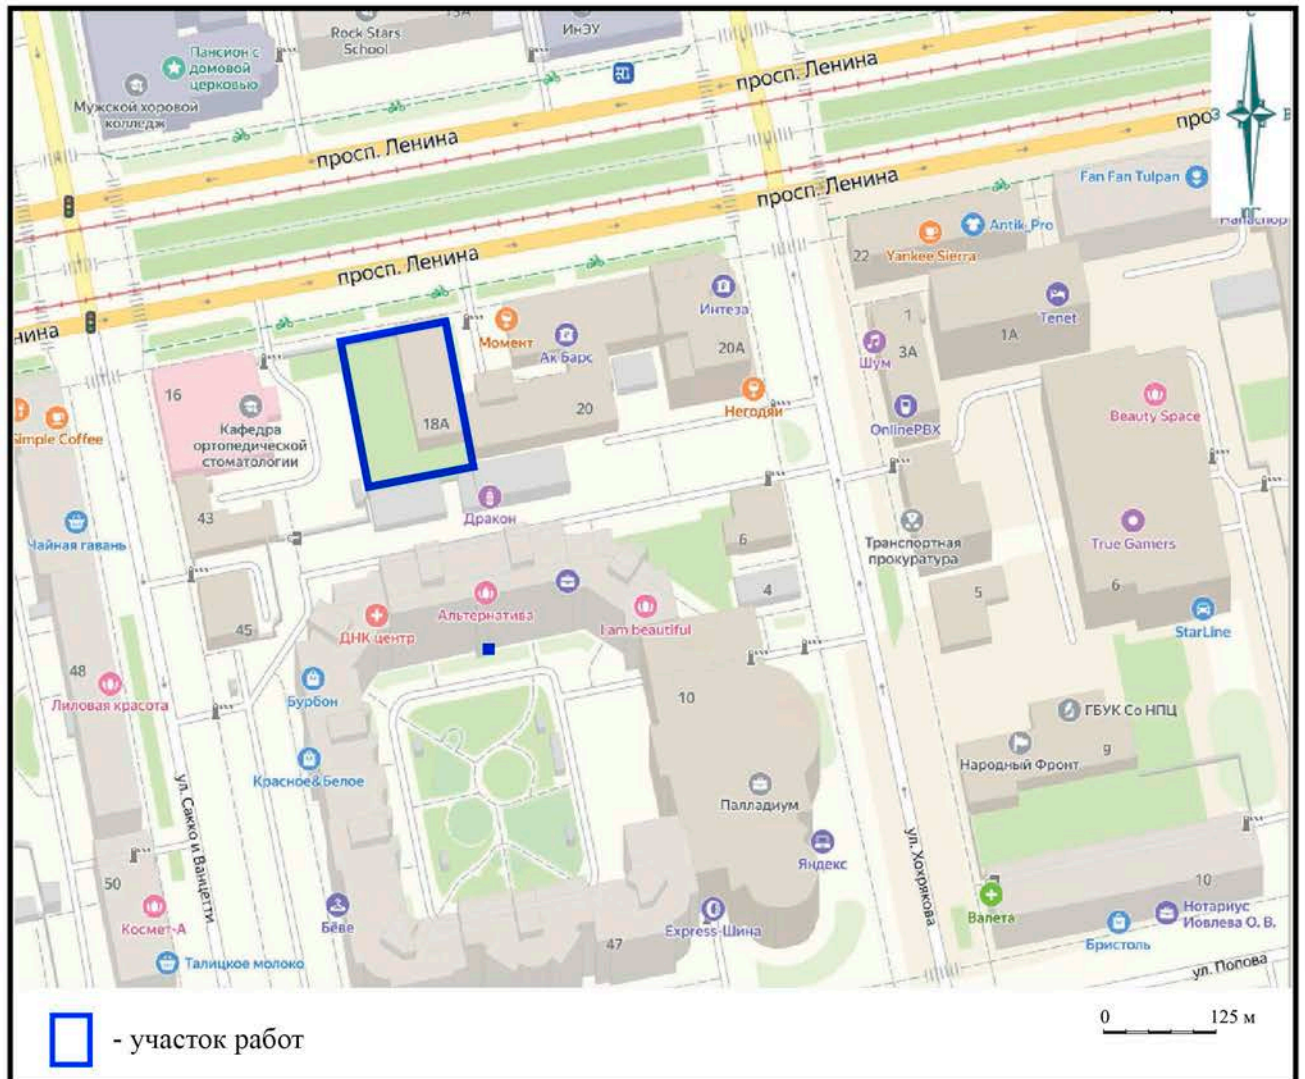 13А
Rock Stars
School
ИнЭУ
С
Пансион с
домовой
церковью
Мужской хоровой
колледж
просп. Ленина
просп. Ленина
З
В
про
Fan Fan Tulpan
просп. Ленина
Antik_Pro
22
Yankee Sierra
просп. Ленина
Интеза
Tenet
нина
Момент
Ак Барс
20А
1
3А
Шум
1А
16
Негодяи
Beauty Space
Simple Coffee
18А
20
OnlinePBX
Кафедра
ортопедической
стоматологии
43
Дракон
Чайная гавань
6
Транспортная
прокуратура
True Gamers
4
5
6
Альтернатива
I am beautiful
ДНК центр
45
StarLine
48
Лиловая красота
Бурбон
10
ГБУК Со НПЦ
9
Народный Фронт
Красное&Белое
Палладиум
ул. Сакко и Ванцетти
Яндекс
ул. Хохрякова
50
10
Космет-А
Бёве
47
Express-Шина
Валета
Нотариус
Иовлева О. В.
Бристоль
Талицкое молоко
ул. Попова
0 125 м
- участок работ